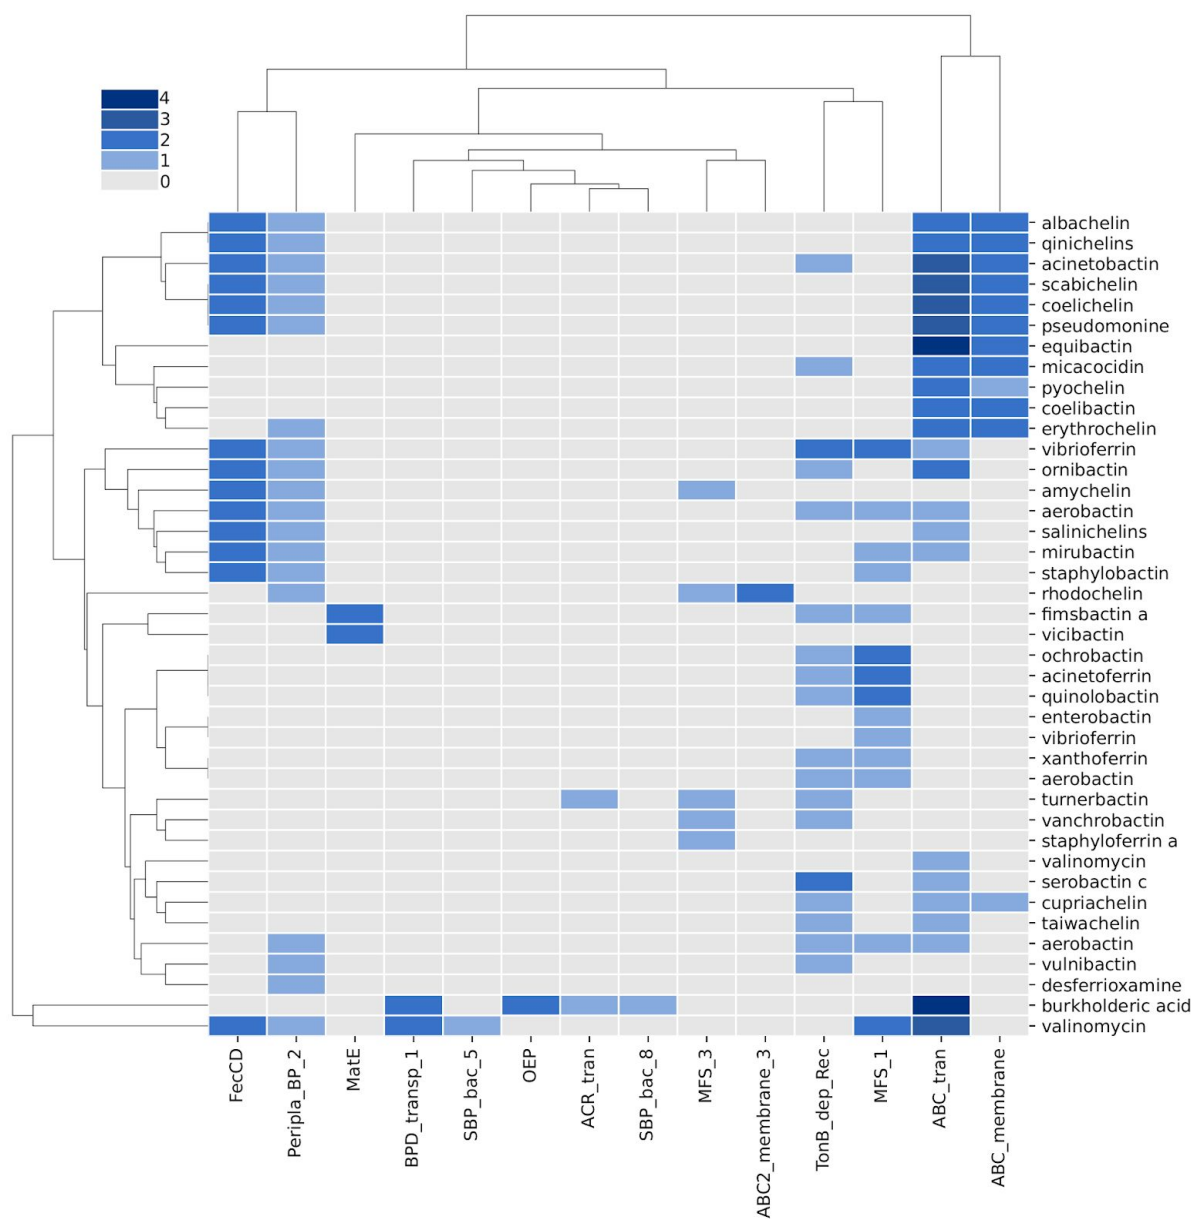 4
3
2
1
0
albachelin
qinichelins
acinetobactin
scabichelin
coelichelin
pseudomonine
equibactin
micacocidin
pyochelin
coelibactin
erythrochelin
vibrioferrin
ornibactin
amychelin
aerobactin
salinichelins
mirubactin
staphylobactin
rhodochelin
fimsbactin a
vicibactin
ochrobactin
acinetoferrin
quinolobactin
enterobactin
vibrioferrin
xanthoferrin
aerobactin
turnerbactin
vanchrobactin
staphyloferrin a
valinomycin
serobactin c
cupriachelin
taiwachelin
aerobactin
vulnibactin
desferrioxamine
burkholderic acid
valinomycin
FecCD
Peripla_BP_2
MatE
BPD_transp_1
SBP_bac_5
OEP
ACR_tran
SBP_bac_8
MFS_3
ABC2_membrane_3
TonB_dep_Rec
MFS_1
ABC_tran
ABC_membrane